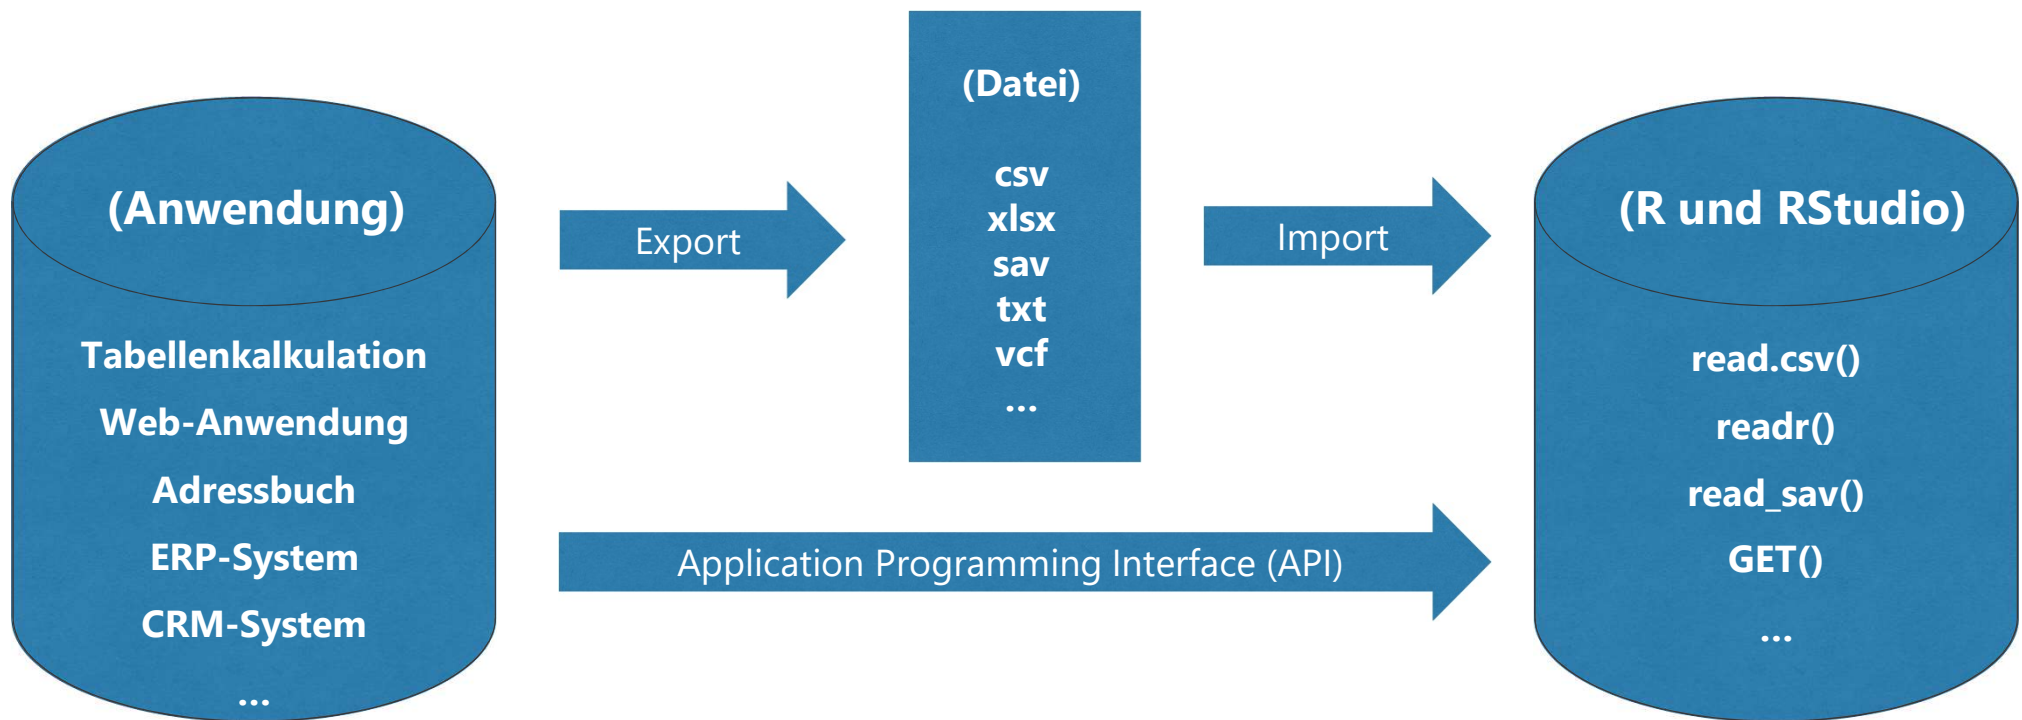 (Anwendung)
Tabellenkalkulation
Web-Anwendung
Adressbuch
ERP-System
CRM-System
...
Export
(Datei)
csv
xlsx
sav
txt
vcf
...
Import
Application Programming Interface (API)
(R und RStudio)
read.csv()
readr()
read_sav()
GET()
...